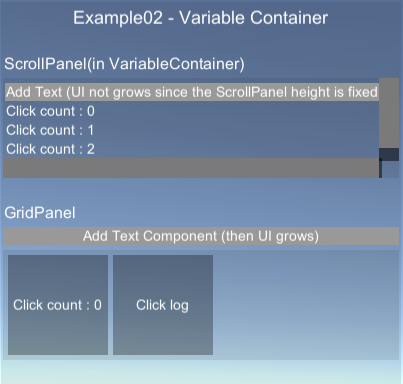 Example02 - Variable Container
ScrollPanel(in VariableContainer)
Add Text (UI not grows since the ScrollPanel height is fixed
Click count : 0
Click count : 1
Click count : 2
GridPanel
Add Text Component (then UI grows)
Click count : 0
Click log